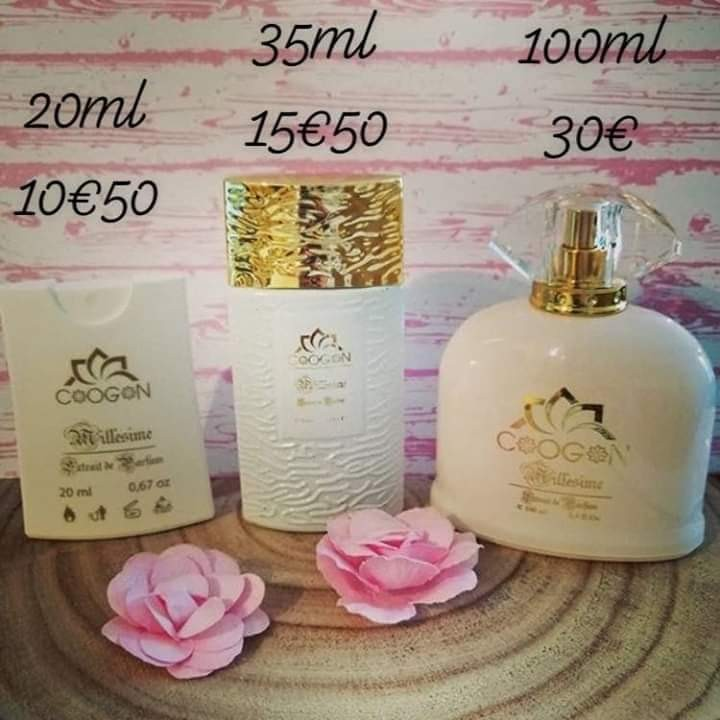 20ml
10€50
35ml
15€50
100ml
30€
COOGON
Millesime
Extrait de Parfum
20 ml 0,67 oz
COOGON
Millesime
COOGON
Millesime
Extrait de Parfum